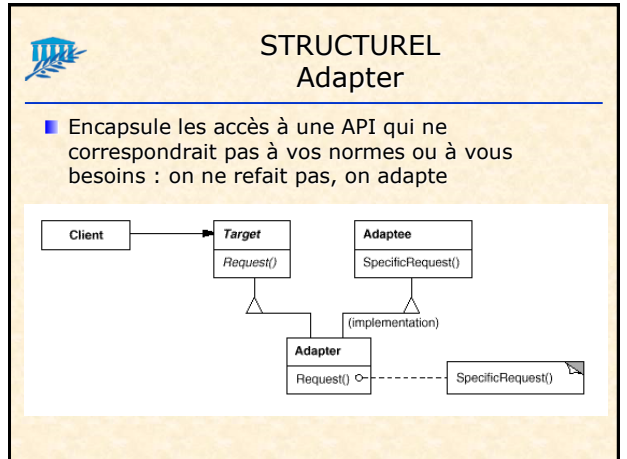 STRUCTUREL
Adapter
Encapsule les accès à une API qui ne
correspondrait pas à vos normes ou à vous
besoins : on ne refait pas, on adapte
Client
Target
Request()
Adaptee
SpecificRequest()
(implementation)
Adapter
Request()
SpecificRequest()